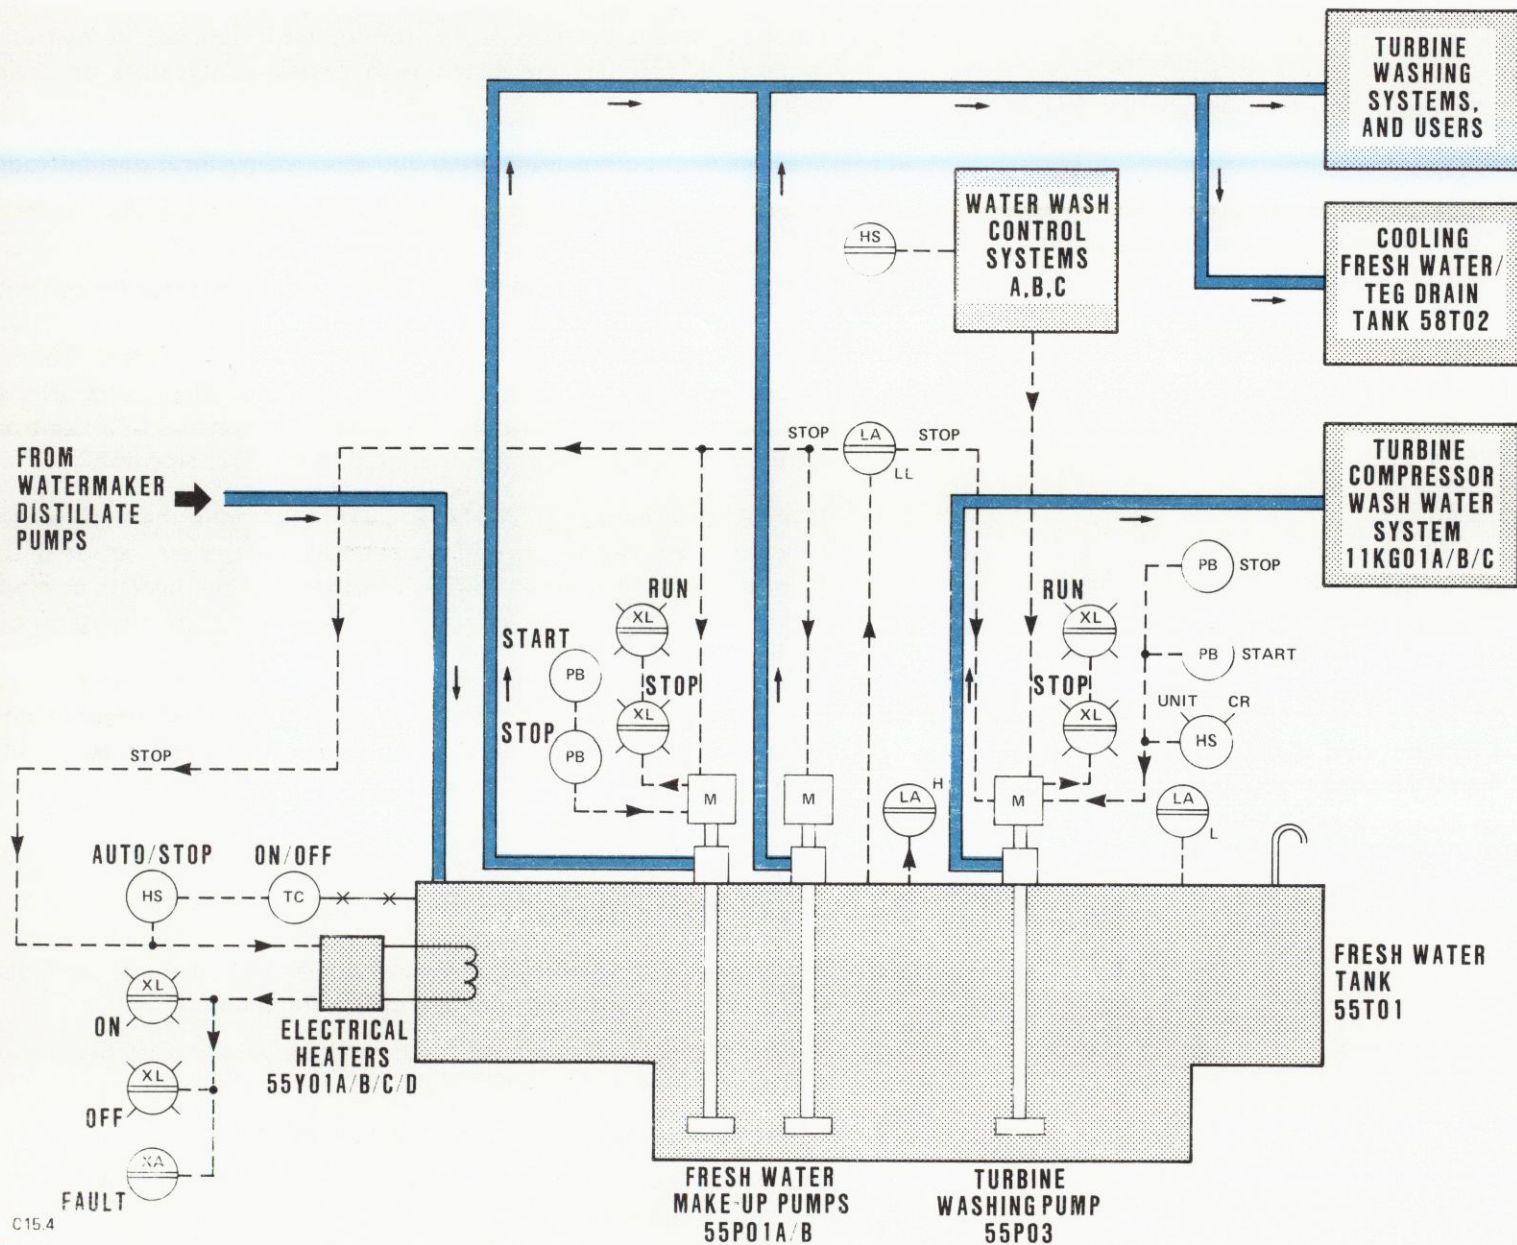 TURBINE
WASHING
SYSTEMS,
AND USERS
WATER WASH
CONTROL
SYSTEMS
A,B,C
HS
COOLING
FRESH WATER/
TEG DRAIN
TANK 58T02
FROM
WATERMAKER
DISTILLATE
PUMPS
STOP
LA
LL
STOP
TURBINE
COMPRESSOR
WASH WATER
SYSTEM
11KG01A/B/C
RUN
XL
START
PB
STOP
XL
STOP
PB
M
M
RUN
XL
STOP
XL
PB
STOP
PB
START
UNIT
CR
HS
M
LA
H
LA
L
STOP
AUTO/STOP
ON/OFF
HS
TC
XL
ON
XL
OFF
XA
FAULT
ELECTRICAL
HEATERS
55Y01A/B/C/D
FRESH WATER
TANK
55T01
FRESH WATER
MAKE-UP PUMPS
55P01A/B
TURBINE
WASHING PUMP
55P03
C15.4